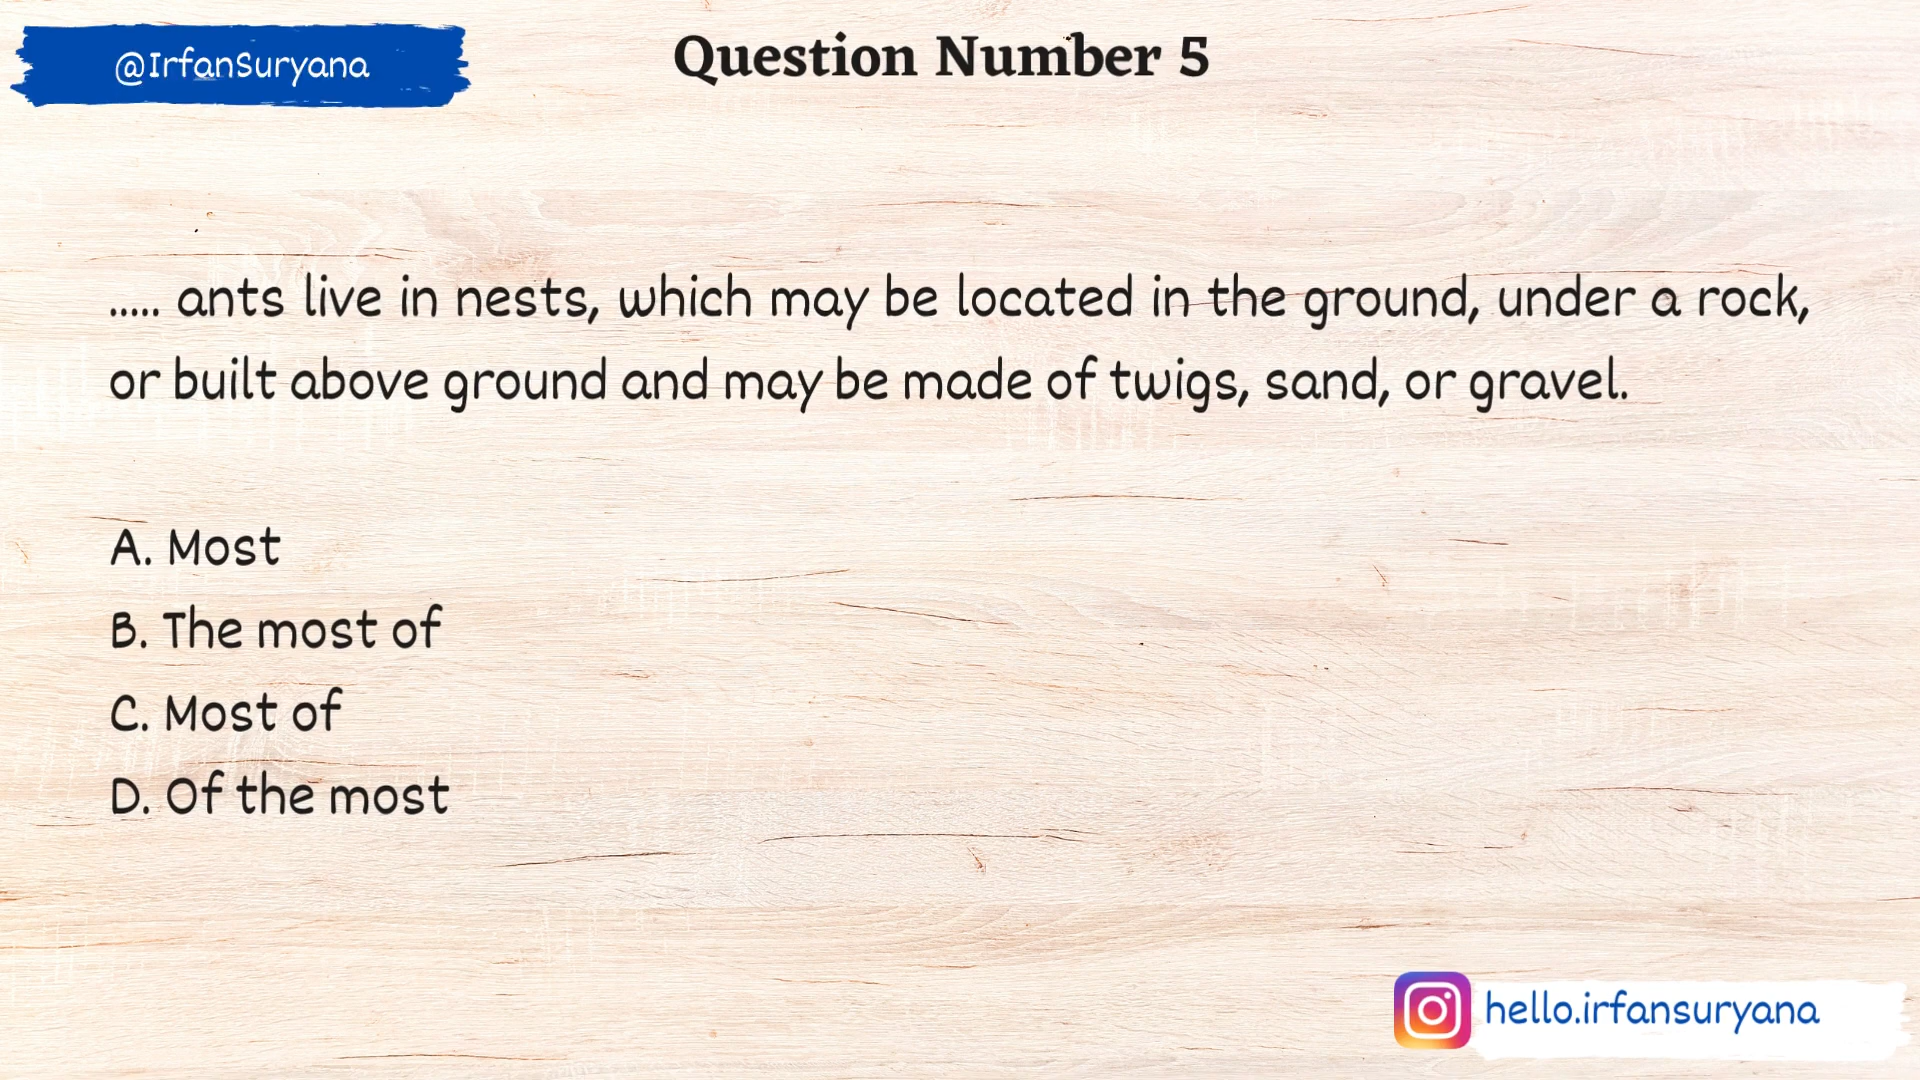 @IrfanSuryana
Question Number 5
..... ants live in nests, which may be located in the ground, under a rock,
or built above ground and may be made of twigs, sand, or gravel.
A. Most
B. The most of
C. Most of
D. Of the most
hello.irfansuryana